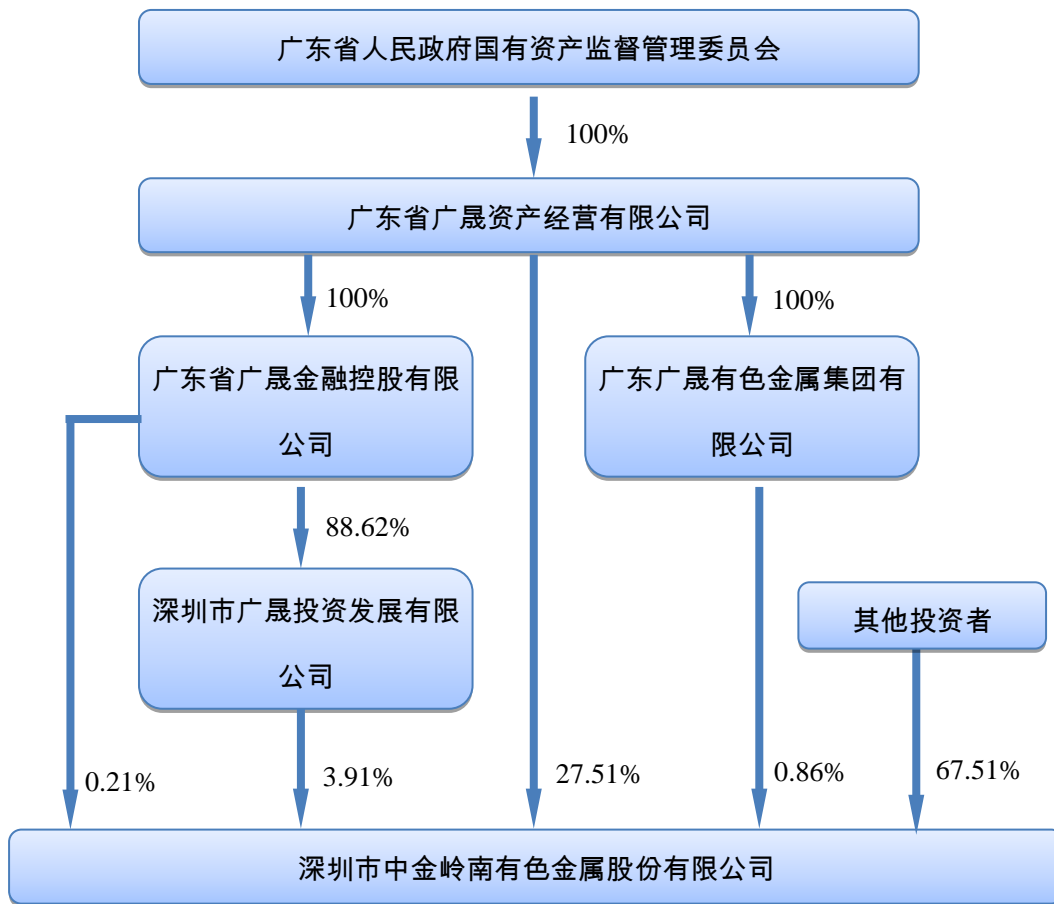 广东省人民政府国有资产监督管理委员会
100%
广东省广晟资产经营有限公司
100%
100%
广东省广晟金融控股有限
公司
广东广晟有色金属集团有
限公司
88.62%
深圳市广晟投资发展有限
公司
其他投资者
0.21%
3.91%
27.51%
0.86%
67.51%
深圳市中金岭南有色金属股份有限公司